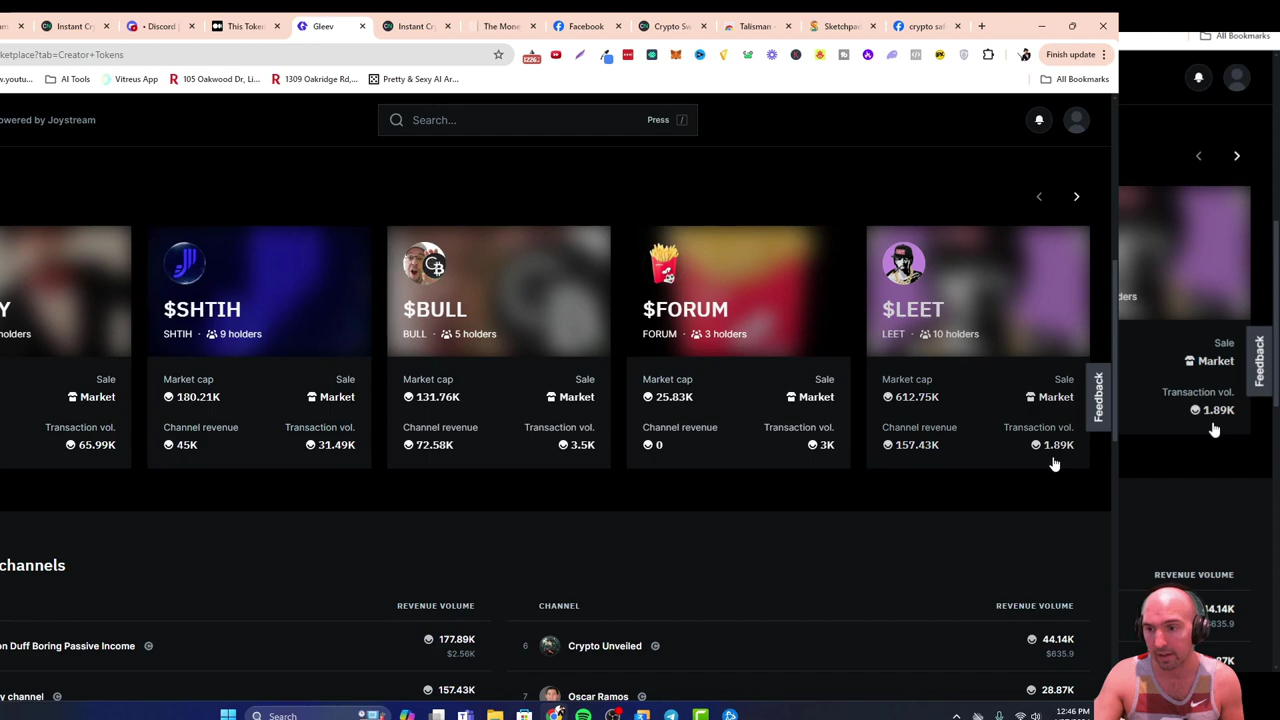 Instant Cry
• Discord |
This Token
Gleev
Instant Cr
The Mone
Facebook
Crypto Sw
Talisman -
Sketchpad
crypto safe
ketplace?tab=Creator+Tokens
Finish update
w.youtu...
AI Tools
Vitreus App
105 Oakwood Dr, Li...
1309 Oakridge Rd,...
Pretty & Sexy AI Ar...
All Bookmarks
All Bookmarks
owered by Joystream
Search...
Press /
Y
$SHTIH
$BULL
$FORUM
$LEET
ders
lders
SHTIH · 9 holders
BULL · 5 holders
FORUM · 3 holders
LEET · 10 holders
Sale
Market cap
Sale
Market cap
Sale
Market cap
Sale
Market cap
Sale
Sale
Market
180.21K
Market
131.76K
Market
25.83K
Market
612.75K
Market
Market
Transaction vol.
Channel revenue
Transaction vol.
Channel revenue
Transaction vol.
Channel revenue
Transaction vol.
Channel revenue
Transaction vol.
Transaction vol.
65.99K
45K
31.49K
72.58K
3.5K
0
3K
157.43K
1.89K
1.89K
Feedback
Feedback
channels
REVENUE VOLUME
CHANNEL
REVENUE VOLUME
REVENUE VOLUME
on Duff Boring Passive Income
177.89K
$2.56K
6
Crypto Unveiled
44.14K
$635.9
y channel
157.43K
7
Oscar Ramos
28.87K
Search
12:46 PM